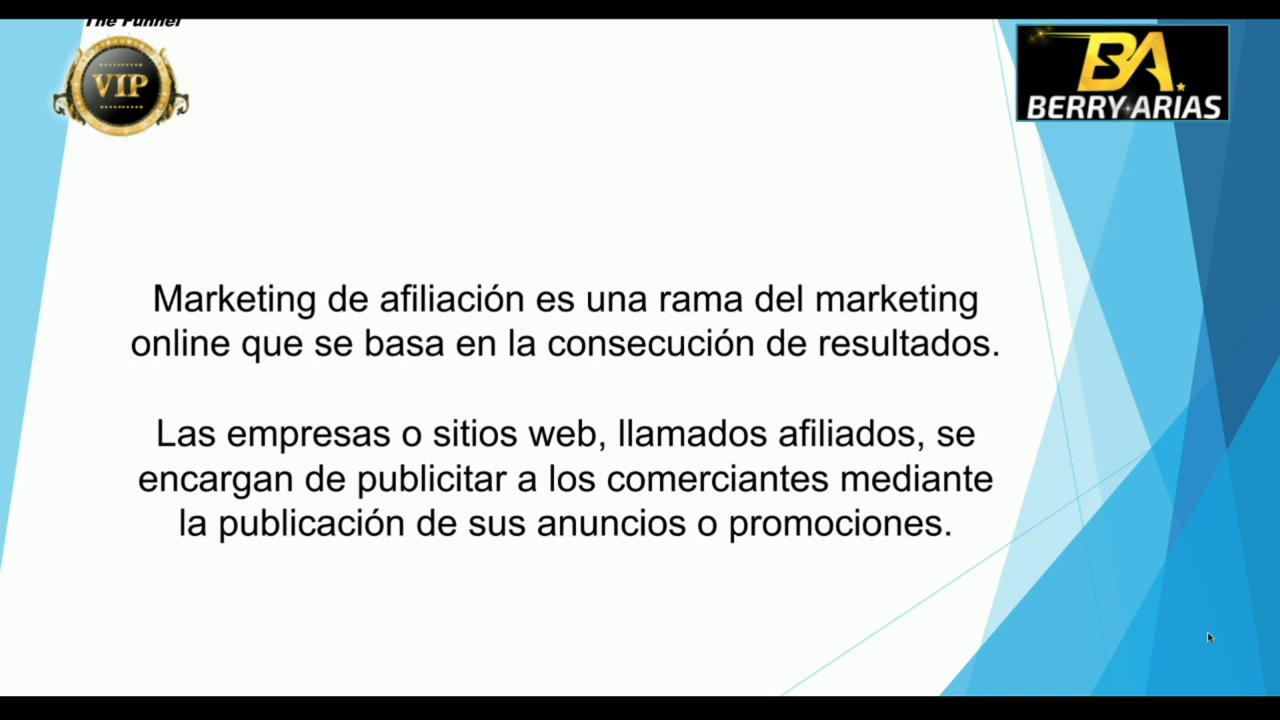 The Funnel
VIP
BA
BERRY ARIAS
Marketing de afiliación es una rama del marketing
online que se basa en la consecución de resultados.
Las empresas o sitios web, llamados afiliados, se
encargan de publicitar a los comerciantes mediante
la publicación de sus anuncios o promociones.